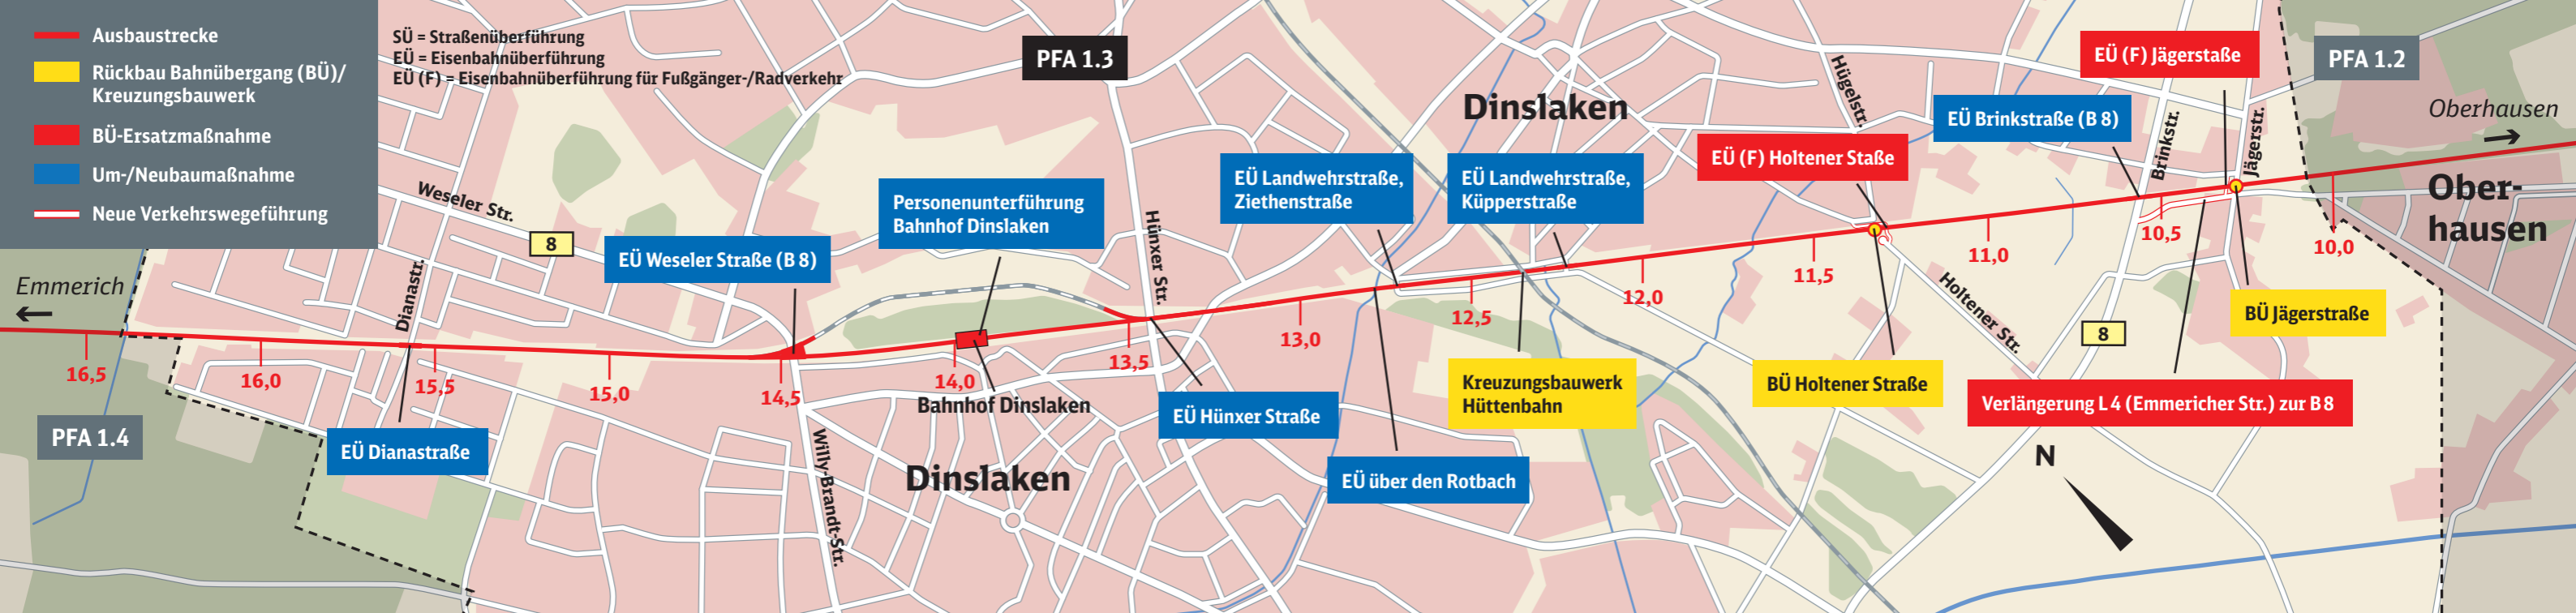 Ausbaustrecke
Rückbau Bahnübergang (BÜ)/
Kreuzungsbauwerk
BÜ-Ersatzmaßnahme
Um-/Neubaumaßnahme
Neue Verkehrswegeführung
SÜ = Straßenüberführung
EÜ = Eisenbahnüberführung
EÜ (F) = Eisenbahnüberführung für Fußgänger-/Radverkehr
PFA 1.3
PFA 1.2
PFA 1.4
Oberhausen
Ober-
hausen
Emmerich
Dinslaken
Dinslaken
Weseler Str.
8
Dianastr.
Hünxer Str.
Willy-Brandt-Str.
Hügelstr.
Holtener Str.
Brinkstr.
Jägerstr.
8
EÜ Dianastraße
EÜ Weseler Straße (B 8)
Personenunterführung
Bahnhof Dinslaken
Bahnhof Dinslaken
EÜ Hünxer Straße
EÜ Landwehrstraße,
Ziethenstraße
EÜ Landwehrstraße,
Küpperstraße
EÜ über den Rotbach
Kreuzungsbauwerk
Hüttenbahn
EÜ (F) Holtener Staße
BÜ Holtener Straße
EÜ Brinkstraße (B 8)
EÜ (F) Jägerstaße
BÜ Jägerstraße
Verlängerung L 4 (Emmericher Str.) zur B 8
16,5
16,0
15,5
15,0
14,5
14,0
13,5
13,0
12,5
12,0
11,5
11,0
10,5
10,0
N